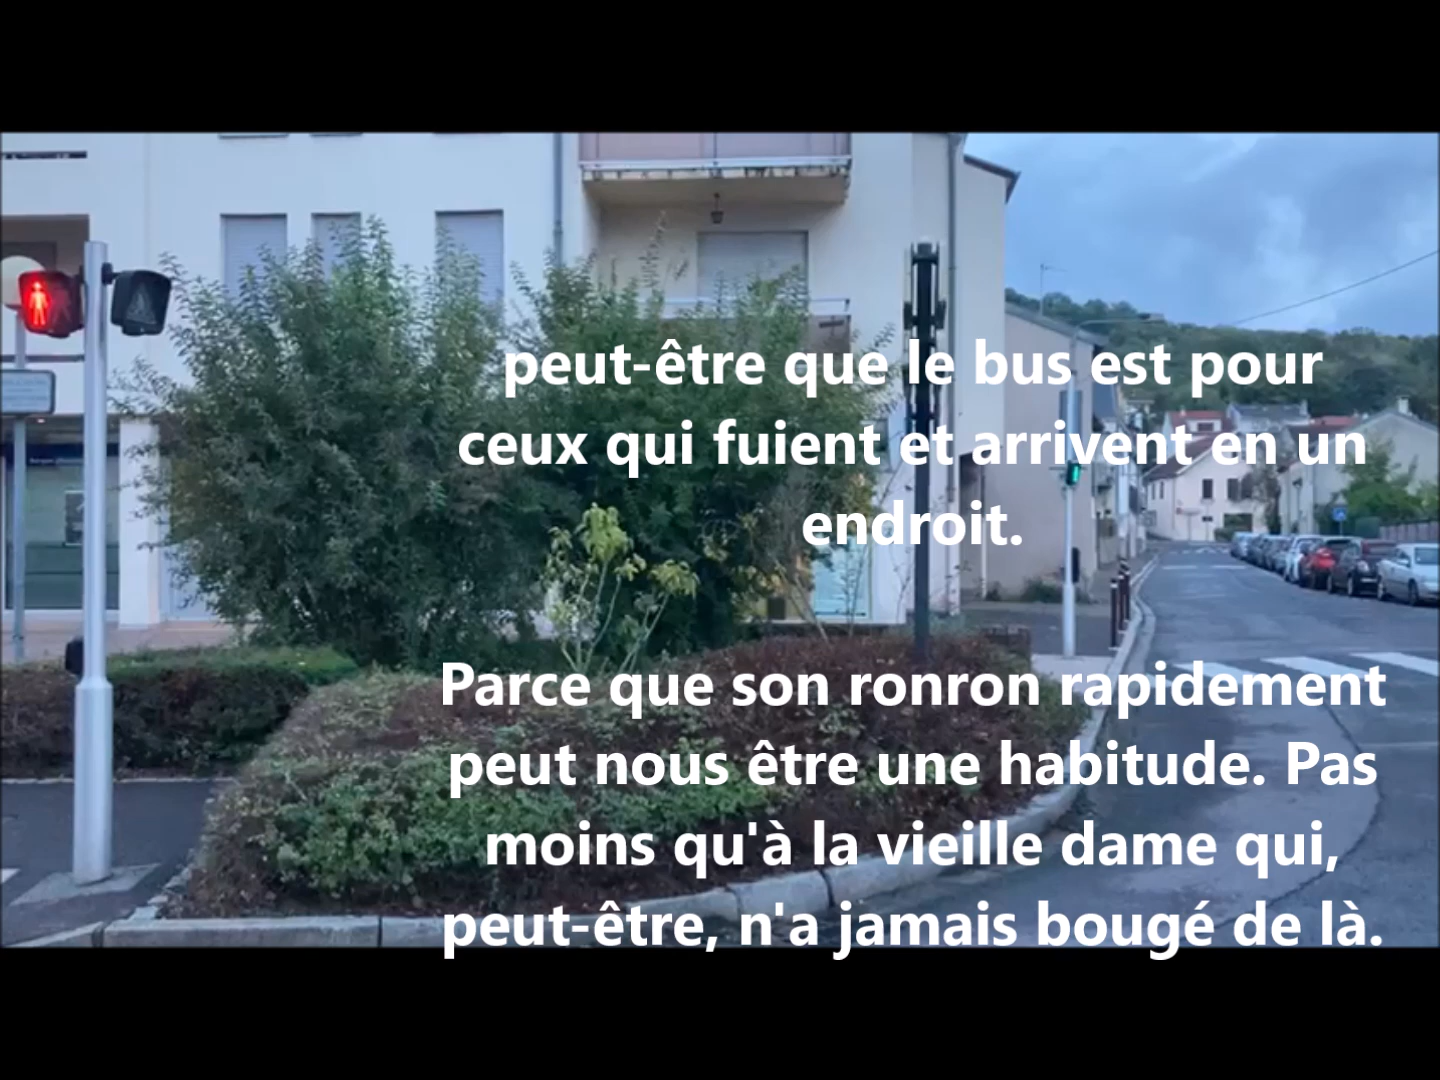 peut-être que le bus est pour
ceux qui fuient et arrivent en un
endroit.
Parce que son ronron rapidement
peut nous être une habitude. Pas
moins qu'à la vieille dame qui,
peut-être, n'a jamais bougé de là.